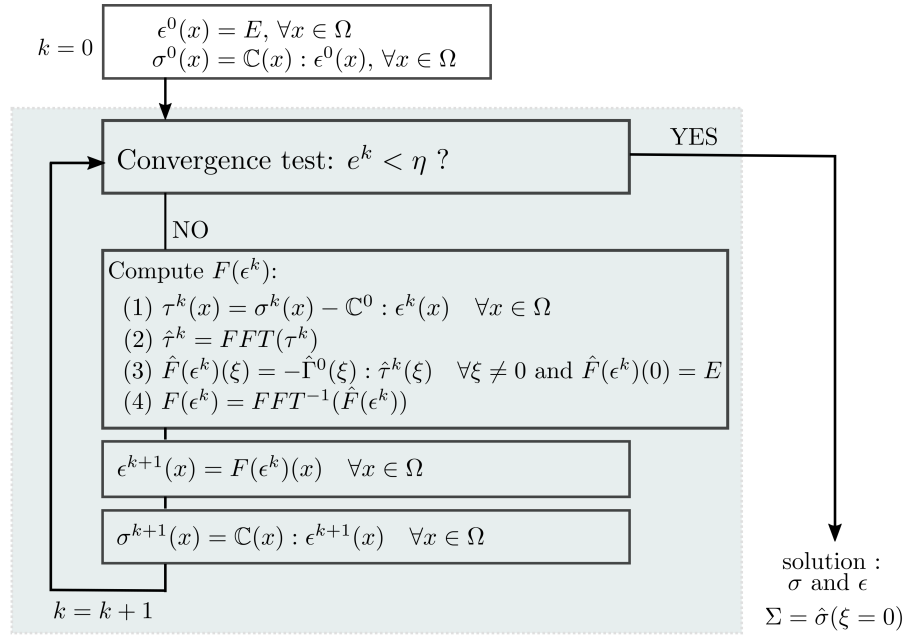 k = 0
ϵ⁰(x) = E, ∀x ∈ Ω
σ⁰(x) = ℂ(x) : ϵ⁰(x), ∀x ∈ Ω
Convergence test: eᵏ < η ?
YES
NO
Compute F(ϵᵏ):
(1) τᵏ(x) = σᵏ(x) − ℂ⁰ : ϵᵏ(x) ∀x ∈ Ω
(2) τ̂ᵏ = FFT(τᵏ)
(3) F̂(ϵᵏ)(ξ) = −Γ̂⁰(ξ) : τ̂ᵏ(ξ) ∀ξ ≠ 0 and F̂(ϵᵏ)(0) = E
(4) F(ϵᵏ) = FFT⁻¹(F̂(ϵᵏ))
ϵᵏ⁺¹(x) = F(ϵᵏ)(x) ∀x ∈ Ω
σᵏ⁺¹(x) = ℂ(x) : ϵᵏ⁺¹(x) ∀x ∈ Ω
k = k + 1
solution :
σ and ϵ
Σ = σ̂(ξ = 0)